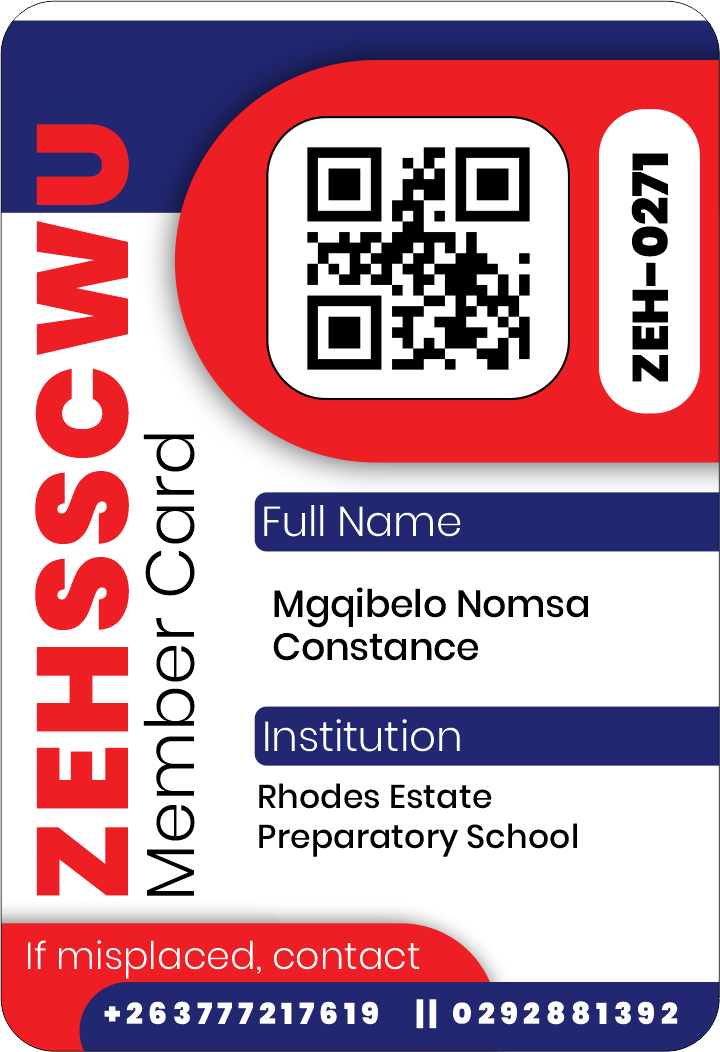 ZEHSSCWU
Member Card
ZEH-0271
Full Name
Mgqibelo Nomsa
Constance
Institution
Rhodes Estate
Preparatory School
If misplaced, contact
+263777217619 || 0292881392